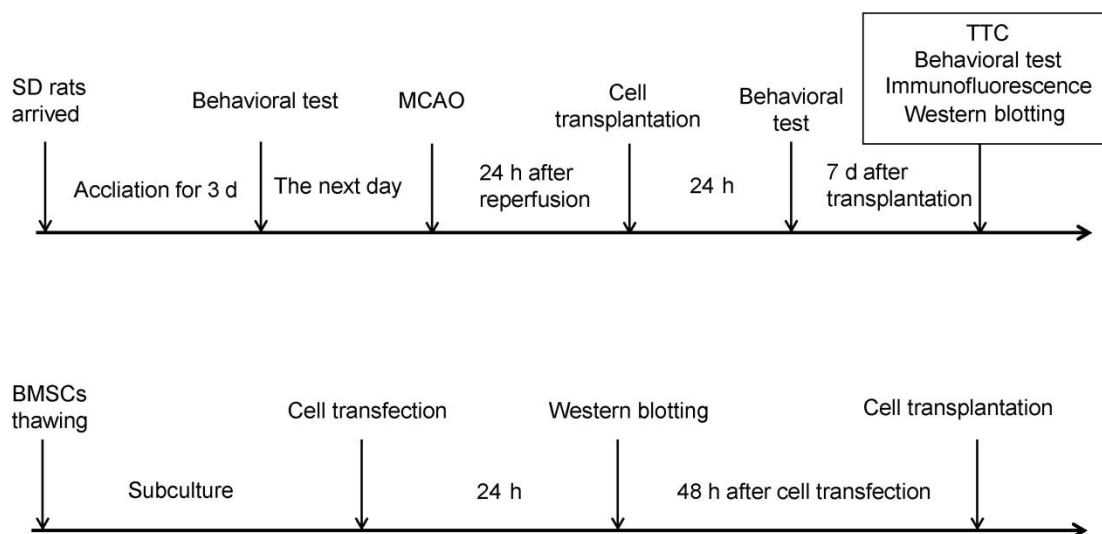 SD rats
arrived
Behavioral test
MCAO
Cell
transplantation
Behavioral
test
TTC
Behavioral test
Immunofluorescence
Western blotting
Accliation for 3 d
The next day
24 h after
reperfusion
24 h
7 d after
transplantation
BMSCs
thawing
Cell transfection
Western blotting
Cell transplantation
Subculture
24 h
48 h after cell transfection